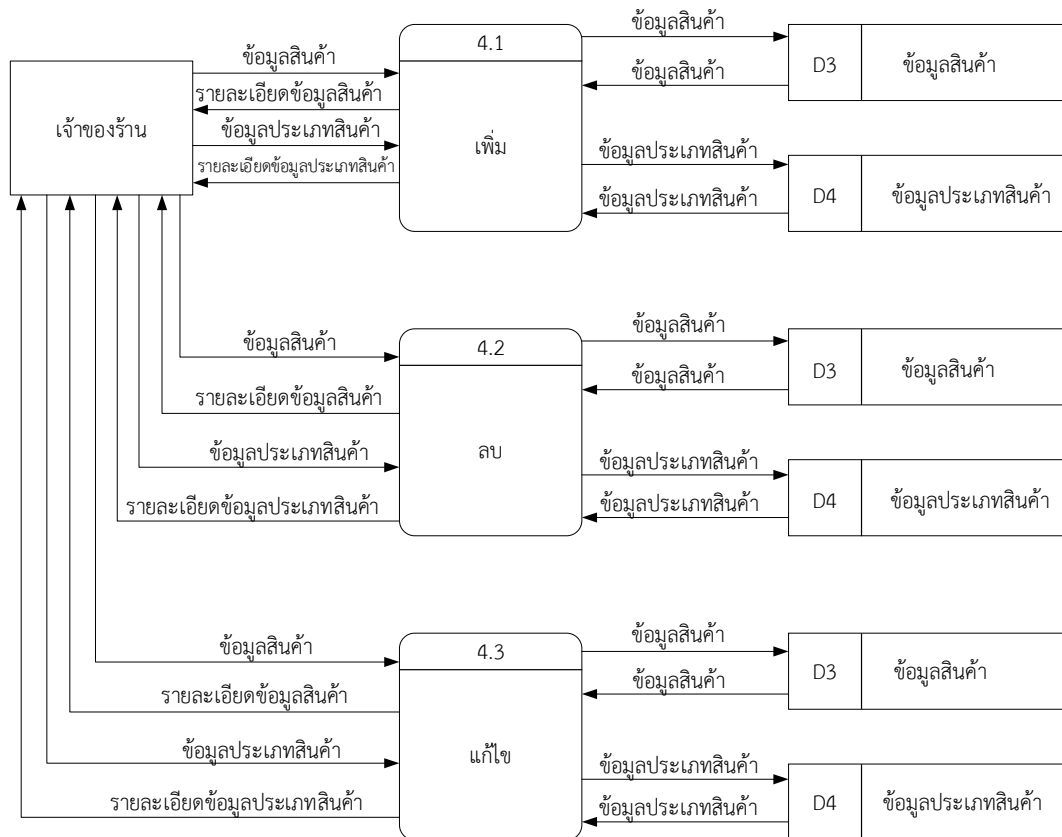 เจ้าของร้าน
ข้อมูลสินค้า
รายละเอียดข้อมูลสินค้า
ข้อมูลประเภทสินค้า
รายละเอียดข้อมูลประเภทสินค้า
4.1
เพิ่ม
ข้อมูลสินค้า
ข้อมูลสินค้า
ข้อมูลประเภทสินค้า
ข้อมูลประเภทสินค้า
D3 ข้อมูลสินค้า
D4 ข้อมูลประเภทสินค้า
ข้อมูลสินค้า
รายละเอียดข้อมูลสินค้า
ข้อมูลประเภทสินค้า
รายละเอียดข้อมูลประเภทสินค้า
4.2
ลบ
ข้อมูลสินค้า
ข้อมูลสินค้า
ข้อมูลประเภทสินค้า
ข้อมูลประเภทสินค้า
D3 ข้อมูลสินค้า
D4 ข้อมูลประเภทสินค้า
ข้อมูลสินค้า
รายละเอียดข้อมูลสินค้า
ข้อมูลประเภทสินค้า
รายละเอียดข้อมูลประเภทสินค้า
4.3
แก้ไข
ข้อมูลสินค้า
ข้อมูลสินค้า
ข้อมูลประเภทสินค้า
ข้อมูลประเภทสินค้า
D3 ข้อมูลสินค้า
D4 ข้อมูลประเภทสินค้า